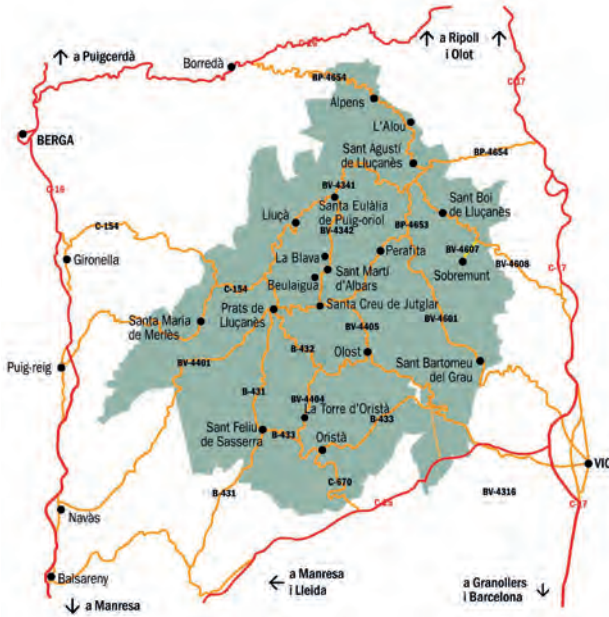 a Puigcerdà
a Ripoll
i Olot
Borredà
C-26
C-17
BP-4654
Alpens
L'Alou
BERGA
Sant Agustí
de Lluçanès
BP-4654
C-16
BV-4341
Santa Eulàlia
de Puig-oriol
Sant Boi
de Lluçanès
Lluçà
C-154
BV-4342
BP-4653
Gironella
La Blava
Perafita
BV-4607
BV-4608
C-17
Sobremunt
Beulaigua
Sant Martí
d'Albars
C-154
Prats de
Lluçanès
Santa Creu de Jutglar
Santa Maria
de Merlès
BV-4405
BV-4601
B-432
Olost
Puig-reig
BV-4401
Sant Bartomeu
del Grau
B-431
BV-4404
La Torre d'Oristà
Sant Feliu
de Sasserra
B-433
B-433
Oristà
VIC
C-670
B-431
C-25
BV-4316
C-17
Navàs
Balsareny
a Manresa
a Manresa
i Lleida
a Granollers
i Barcelona